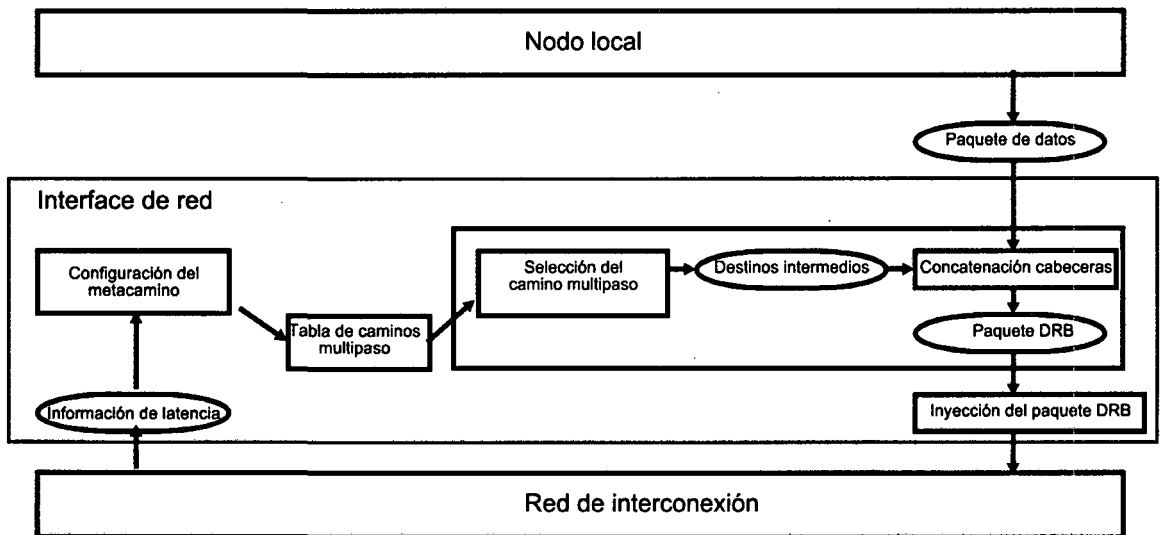 Nodo local
Paquete de datos
Interface de red
Configuración del
metacamino
Selección del
camino multipaso
Destinos intermedios
Concatenación cabeceras
Tabla de caminos
multipaso
Paquete DRB
Información de latencia
Inyección del paquete DRB
Red de interconexión